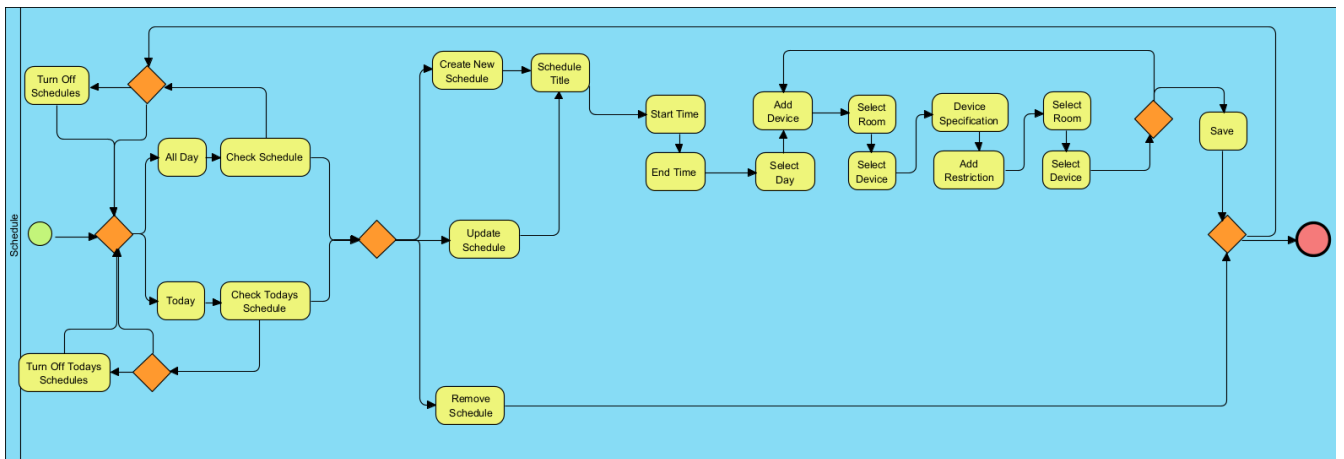 Schedule
Turn Off
Schedules
All Day
Check Schedule
Today
Check Todays
Schedule
Turn Off Todays
Schedules
Create New
Schedule
Schedule
Title
Update
Schedule
Remove
Schedule
Start Time
End Time
Select
Day
Add
Device
Select
Room
Select
Device
Device
Specification
Add
Restriction
Select
Room
Select
Device
Save